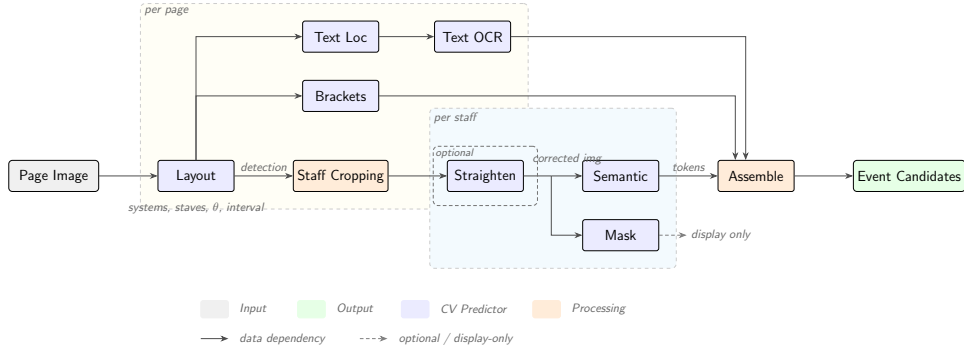 per page
Text Loc
Text OCR
Brackets
per staff
optional
corrected img
Page Image
Layout
detection
Staff Cropping
Straighten
Semantic
tokens
Assemble
Event Candidates
systems, staves, θ, interval
Mask
display only
Input
Output
CV Predictor
Processing
data dependency
optional / display-only